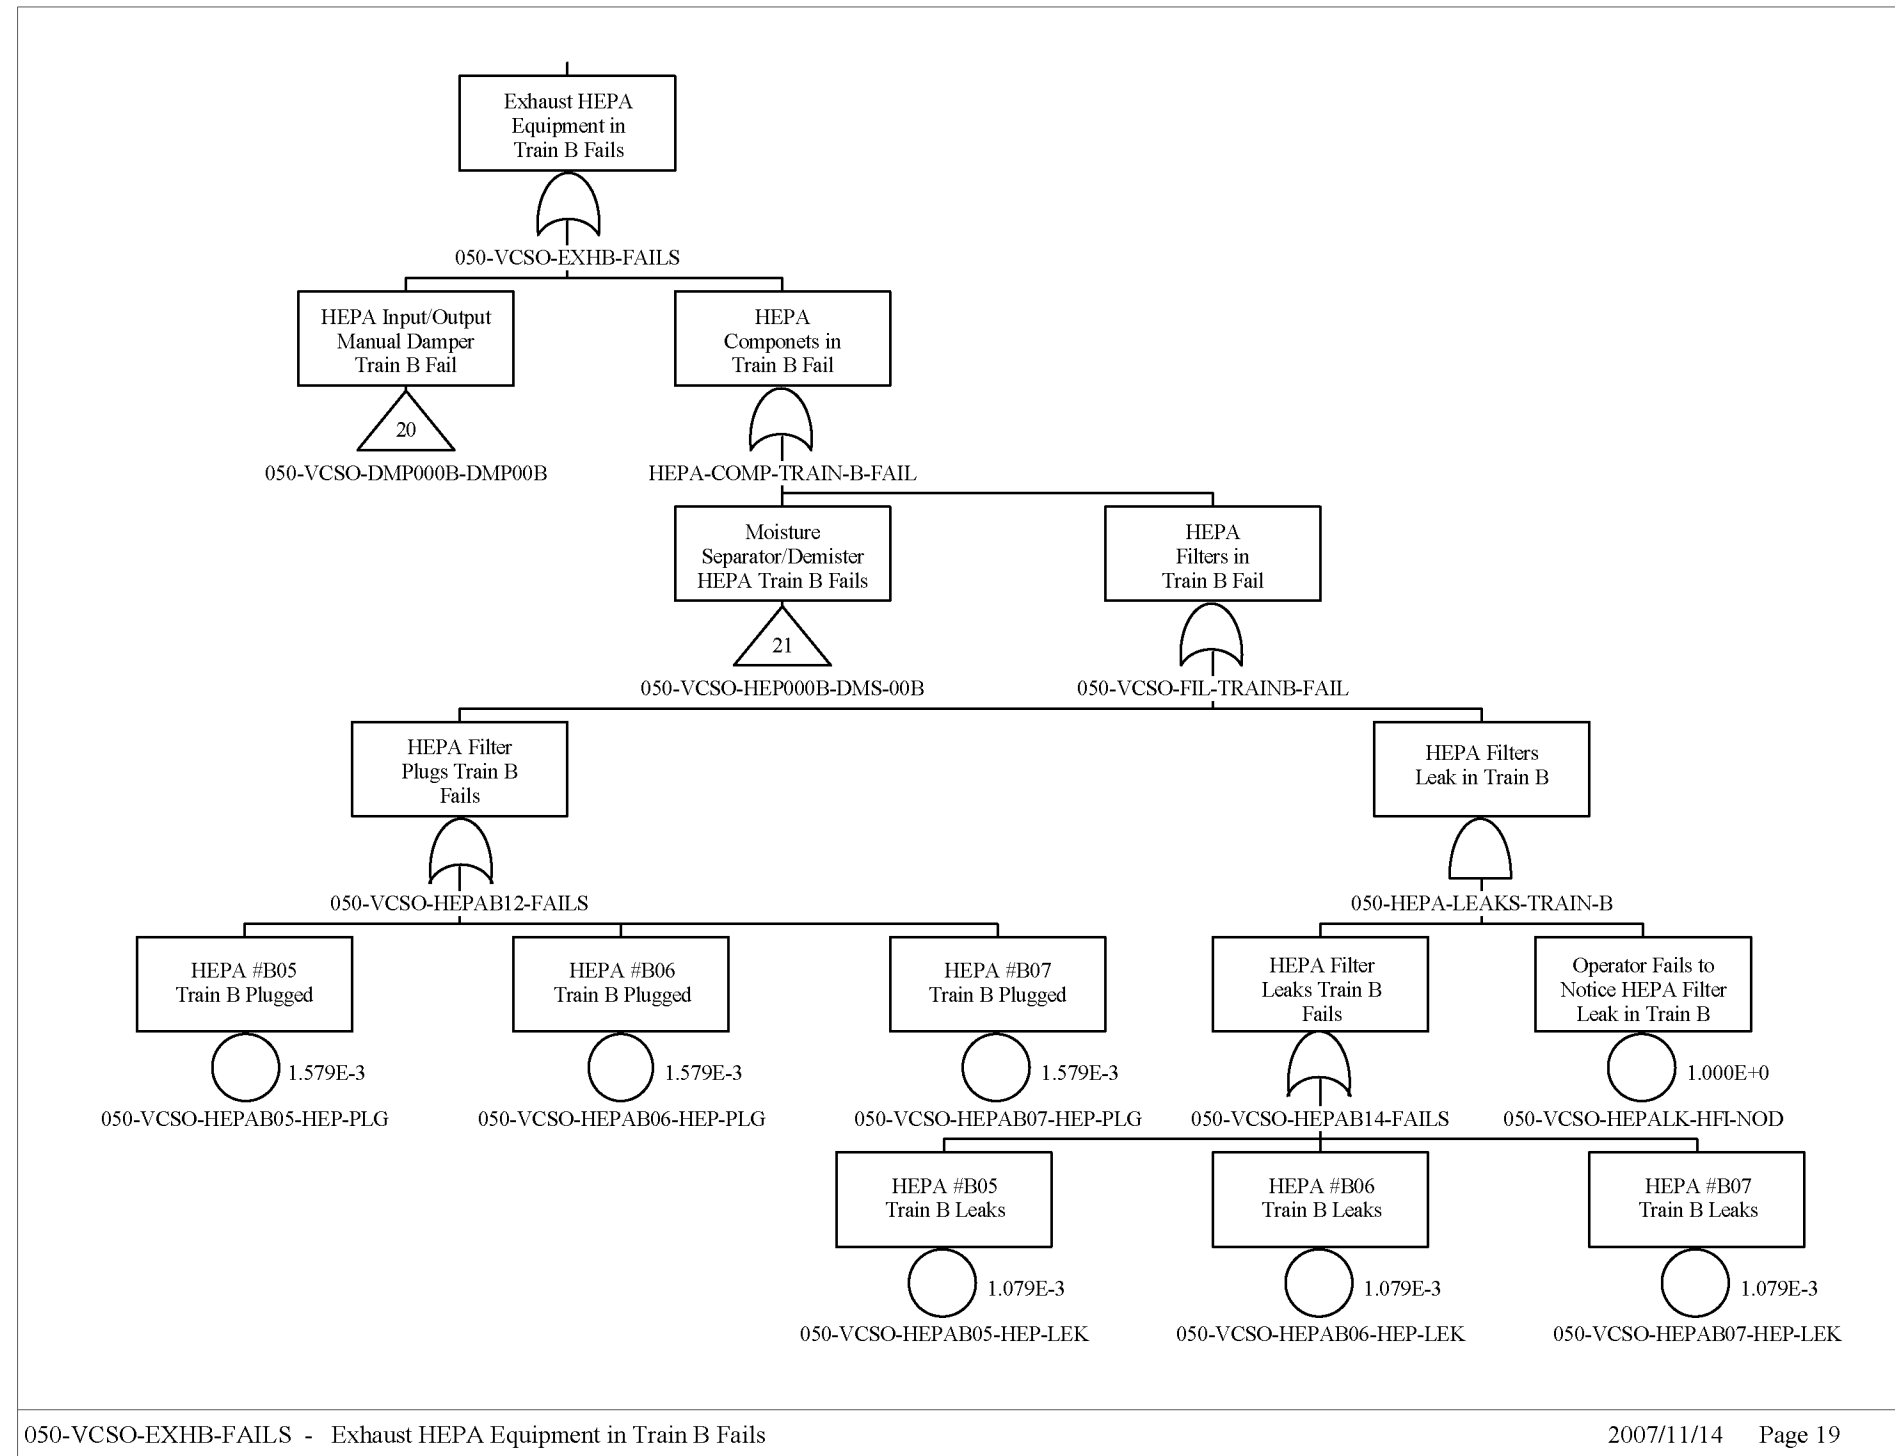 Exhaust HEPA
Equipment in
Train B Fails
050-VCSO-EXHB-FAILS
HEPA Input/Output
Manual Damper
Train B Fail
20
050-VCSO-DMP000B-DMP00B
HEPA
Componets in
Train B Fail
HEPA-COMP-TRAIN-B-FAIL
Moisture
Separator/Demister
HEPA Train B Fails
21
050-VCSO-HEP000B-DMS-00B
HEPA
Filters in
Train B Fail
050-VCSO-FIL-TRAINB-FAIL
HEPA Filter
Plugs Train B
Fails
050-VCSO-HEPAB12-FAILS
HEPA Filters
Leak in Train B
050-HEPA-LEAKS-TRAIN-B
HEPA #B05
Train B Plugged
1.579E-3
050-VCSO-HEPAB05-HEP-PLG
HEPA #B06
Train B Plugged
1.579E-3
050-VCSO-HEPAB06-HEP-PLG
HEPA #B07
Train B Plugged
1.579E-3
050-VCSO-HEPAB07-HEP-PLG
HEPA Filter
Leaks Train B
Fails
050-VCSO-HEPAB14-FAILS
Operator Fails to
Notice HEPA Filter
Leak in Train B
1.000E+0
050-VCSO-HEPALK-HFI-NOD
HEPA #B05
Train B Leaks
1.079E-3
050-VCSO-HEPAB05-HEP-LEK
HEPA #B06
Train B Leaks
1.079E-3
050-VCSO-HEPAB06-HEP-LEK
HEPA #B07
Train B Leaks
1.079E-3
050-VCSO-HEPAB07-HEP-LEK
050-VCSO-EXHB-FAILS - Exhaust HEPA Equipment in Train B Fails
2007/11/14 Page 19